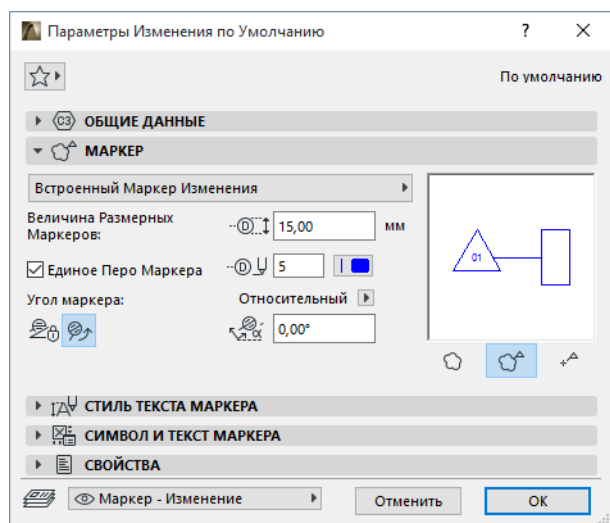 Параметры Изменения по Умолчанию
?
По умолчанию
С3 ОБЩИЕ ДАННЫЕ
МАРКЕР
Встроенный Маркер Изменения
Величина Размерных
Маркеров:
D
15,00
мм
Единое Перо Маркера
D
5
Угол маркера:
Относительный
α
0,00°
01
СТИЛЬ ТЕКСТА МАРКЕРА
СИМВОЛ И ТЕКСТ МАРКЕРА
СВОЙСТВА
Маркер - Изменение
Отменить
ОК